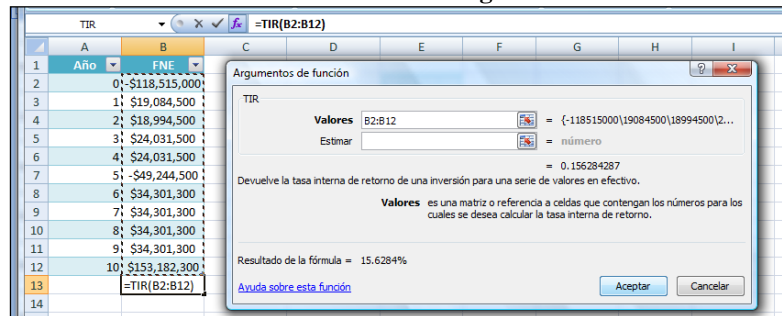 TIR fx =TIR(B2:B12)
A B C D E F G H I
1 Año FNE
2 0 -$118,515,000
3 1 $19,084,500
4 2 $18,994,500
5 3 $24,031,500
6 4 $24,031,500
7 5 -$49,244,500
8 6 $34,301,300
9 7 $34,301,300
10 8 $34,301,300
11 9 $34,301,300
12 10 $153,182,300
13 =TIR(B2:B12)
14
Argumentos de función
TIR
Valores B2:B12 = {-118515000\19084500\18994500\2...
Estimar = número
= 0.156284287
Devuelve la tasa interna de retorno de una inversión para una serie de valores en efectivo.
Valores es una matriz o referencia a celdas que contengan los números para los
cuales se desea calcular la tasa interna de retorno.
Resultado de la fórmula = 15.6284%
Ayuda sobre esta función Aceptar Cancelar